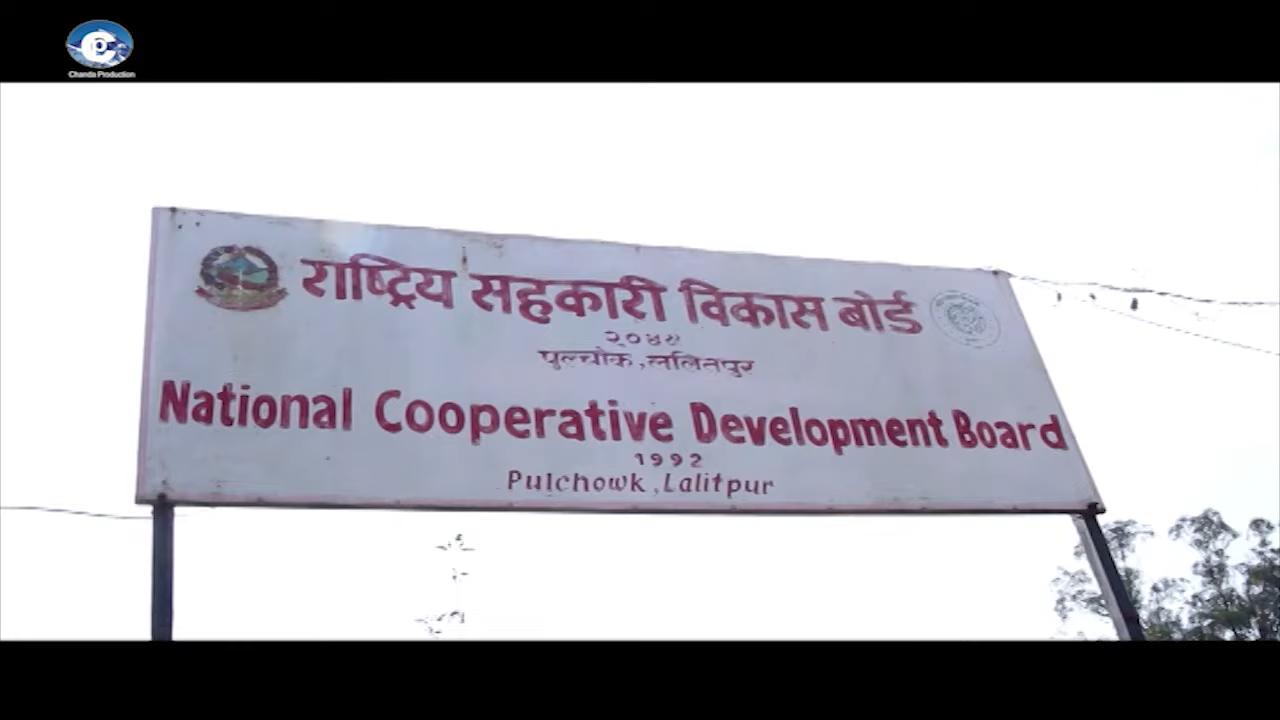 Chanda Production
राष्ट्रिय सहकारी विकास बोर्ड
२०४९
पुल्चोक, ललितपुर
National Cooperative Development Board
1992
Pulchowk, Lalitpur